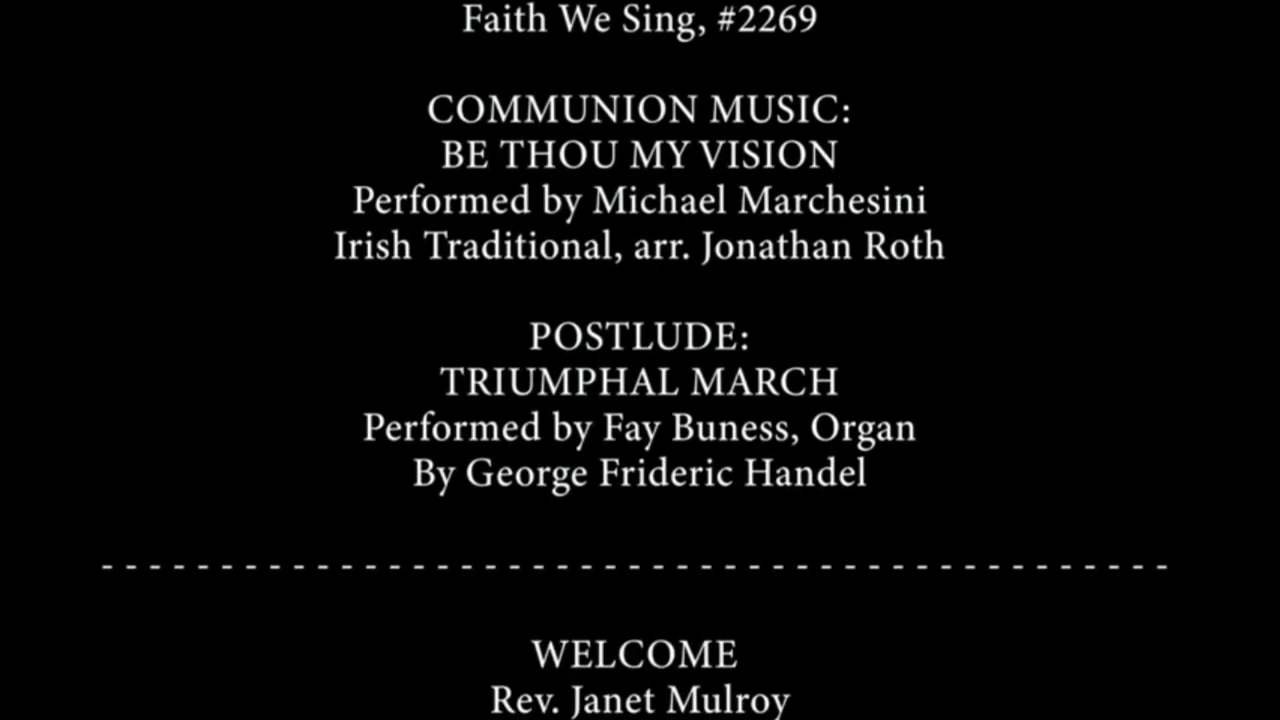 Faith We Sing, #2269
COMMUNION MUSIC:
BE THOU MY VISION
Performed by Michael Marchesini
Irish Traditional, arr. Jonathan Roth
POSTLUDE:
TRIUMPHAL MARCH
Performed by Fay Buness, Organ
By George Frideric Handel
- - - - - - - - - - - - - - - - - - - - - - - - - - - - - - - - - - - - - - - - - - - - - -
WELCOME
Rev. Janet Mulroy